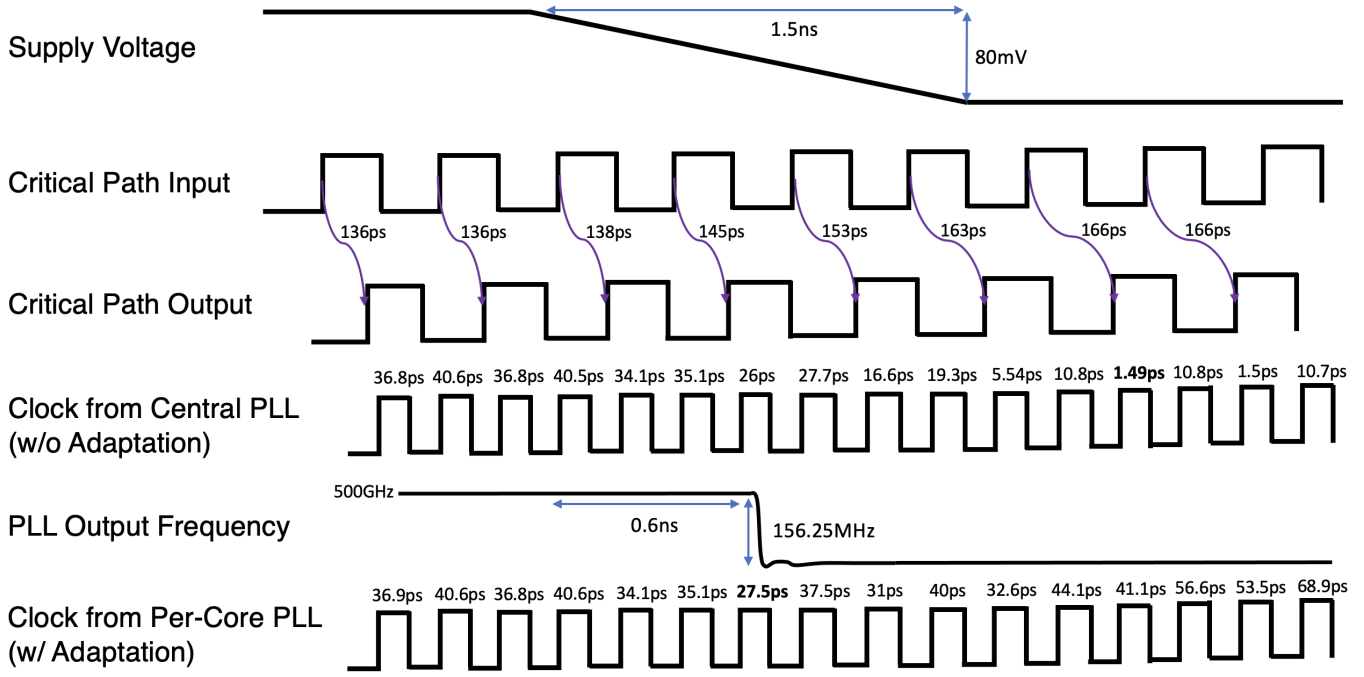 1.5ns
Supply Voltage
80mV
Critical Path Input
136ps 136ps 138ps 145ps 153ps 163ps 166ps 166ps
Critical Path Output
36.8ps 40.6ps 36.8ps 40.5ps 34.1ps 35.1ps 26ps 27.7ps 16.6ps 19.3ps 5.54ps 10.8ps 1.49ps 10.8ps 1.5ps 10.7ps
Clock from Central PLL
(w/o Adaptation)
500GHz
PLL Output Frequency
0.6ns
156.25MHz
36.9ps 40.6ps 36.8ps 40.6ps 34.1ps 35.1ps 27.5ps 37.5ps 31ps 40ps 32.6ps 44.1ps 41.1ps 56.6ps 53.5ps 68.9ps
Clock from Per-Core PLL
(w/ Adaptation)